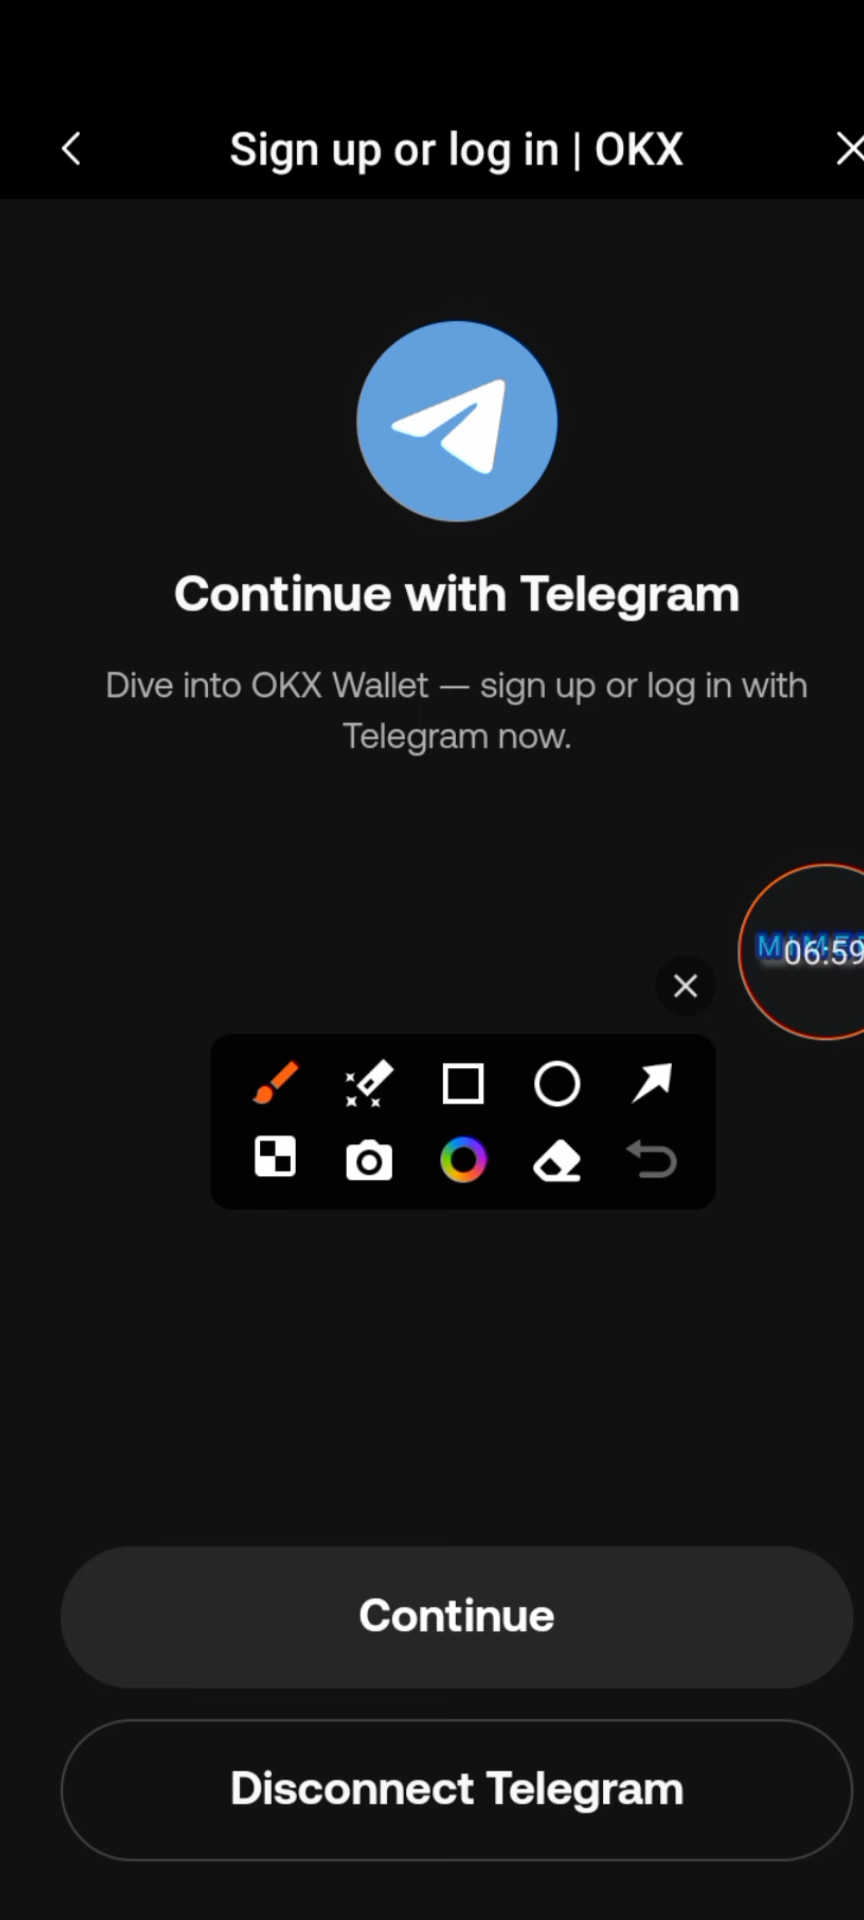 Sign up or log in | OKX
Continue with Telegram
Dive into OKX Wallet — sign up or log in with
Telegram now.
06:59
Continue
Disconnect Telegram